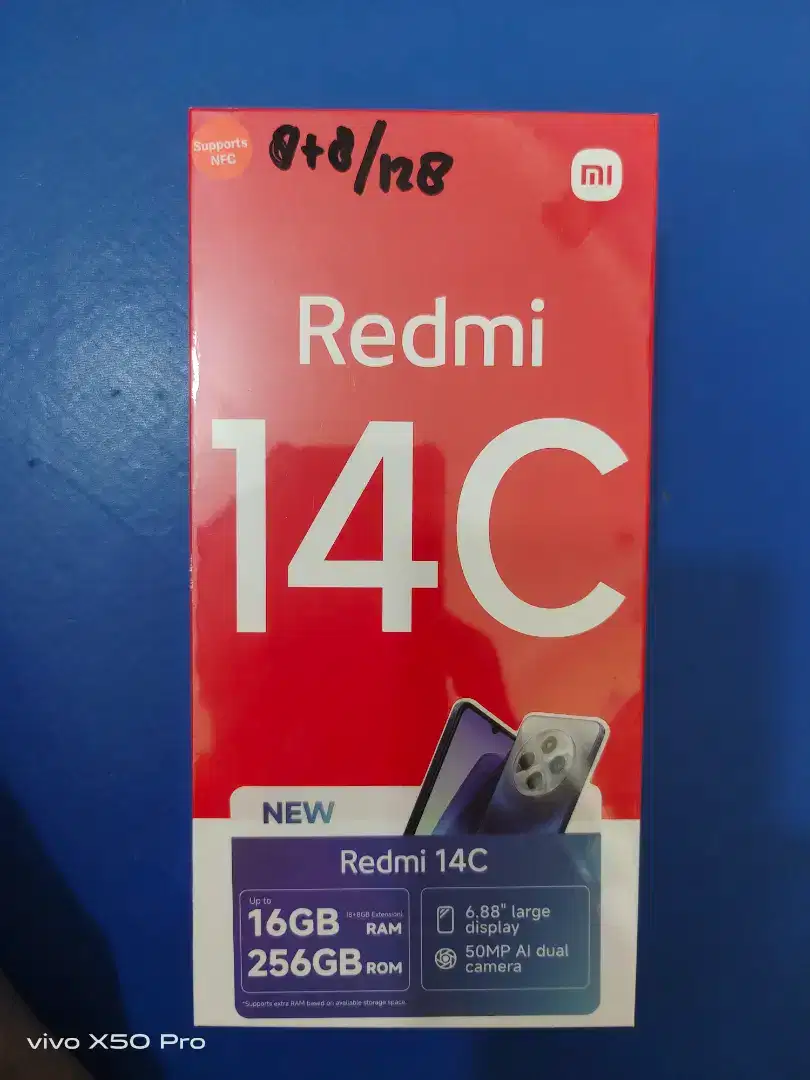 Supports
NFC
8+8/128
mi
Redmi
14C
NEW
Redmi 14C
Up to
16GB (8+8GB Extension) RAM
256GB ROM
6.88" large
display
50MP AI dual
camera
*Supports extra RAM based on available storage space.
vivo X50 Pro